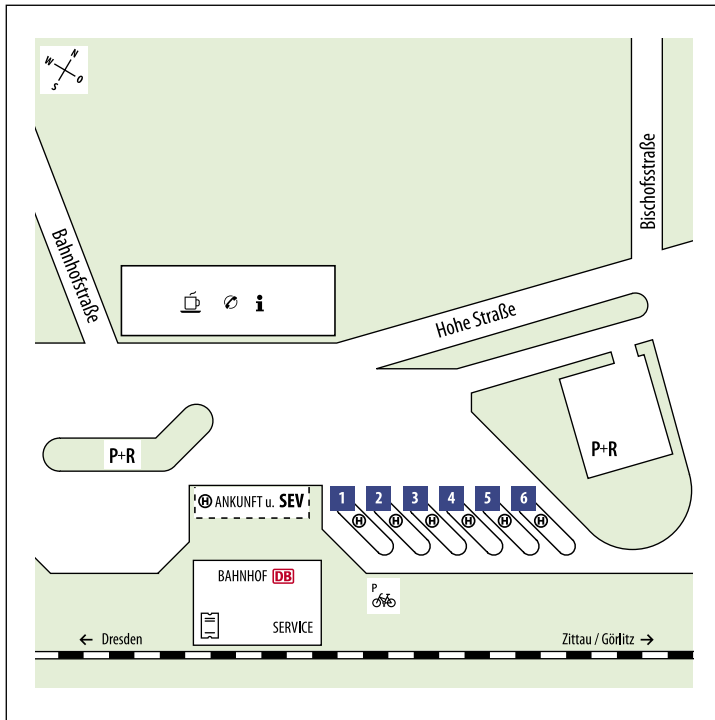 N
W
O
S
Bischofsstraße
Bahnhofstraße
i
Hohe Straße
P+R
P+R
H ANKUNFT u. SEV
1 2 3 4 5 6
H H H H H H
BAHNHOF DB
P
SERVICE
← Dresden
Zittau / Görlitz →